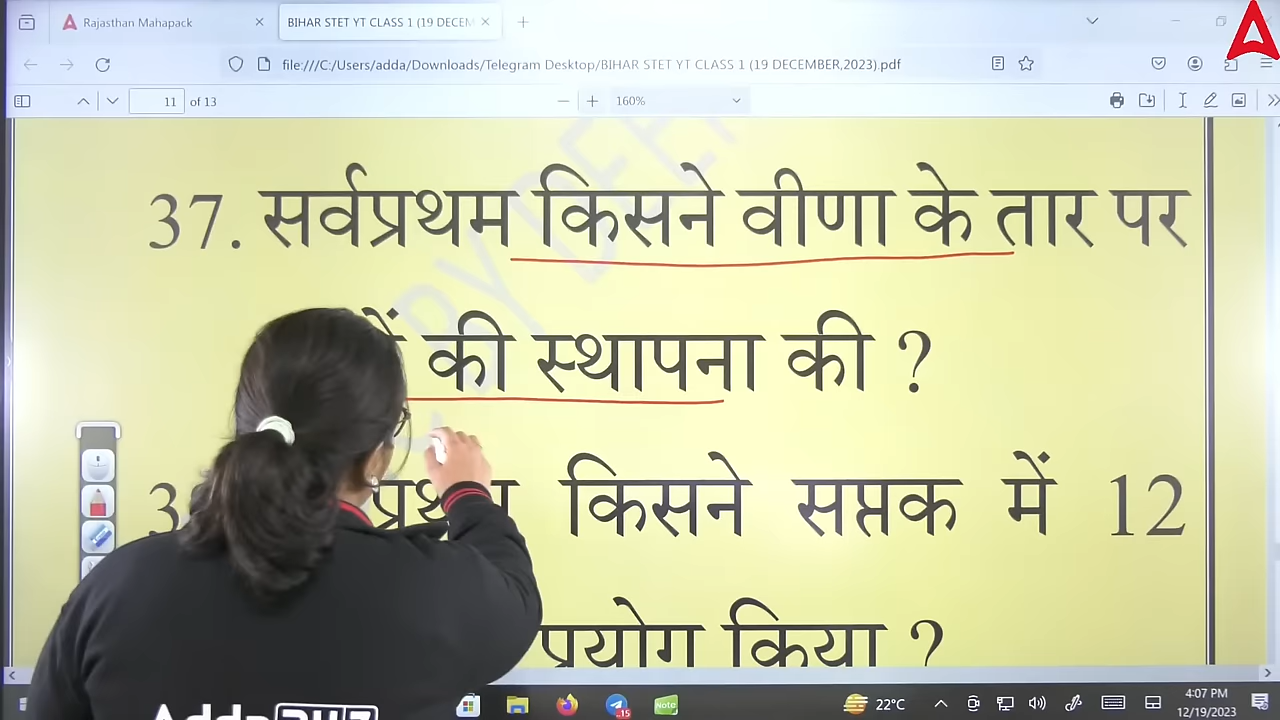 Rajasthan Mahapack
BIHAR STET YT CLASS 1 (19 DECEM
file:///C:/Users/adda/Downloads/Telegram Desktop/BIHAR STET YT CLASS 1 (19 DECEMBER,2023).pdf
11 of 13
160%
37. सर्वप्रथम किसने वीणा के तार पर
की स्थापना की ?
किसने सप्तक में 12
प्रयोग किया ?
22°C
4:07 PM
12/19/2023